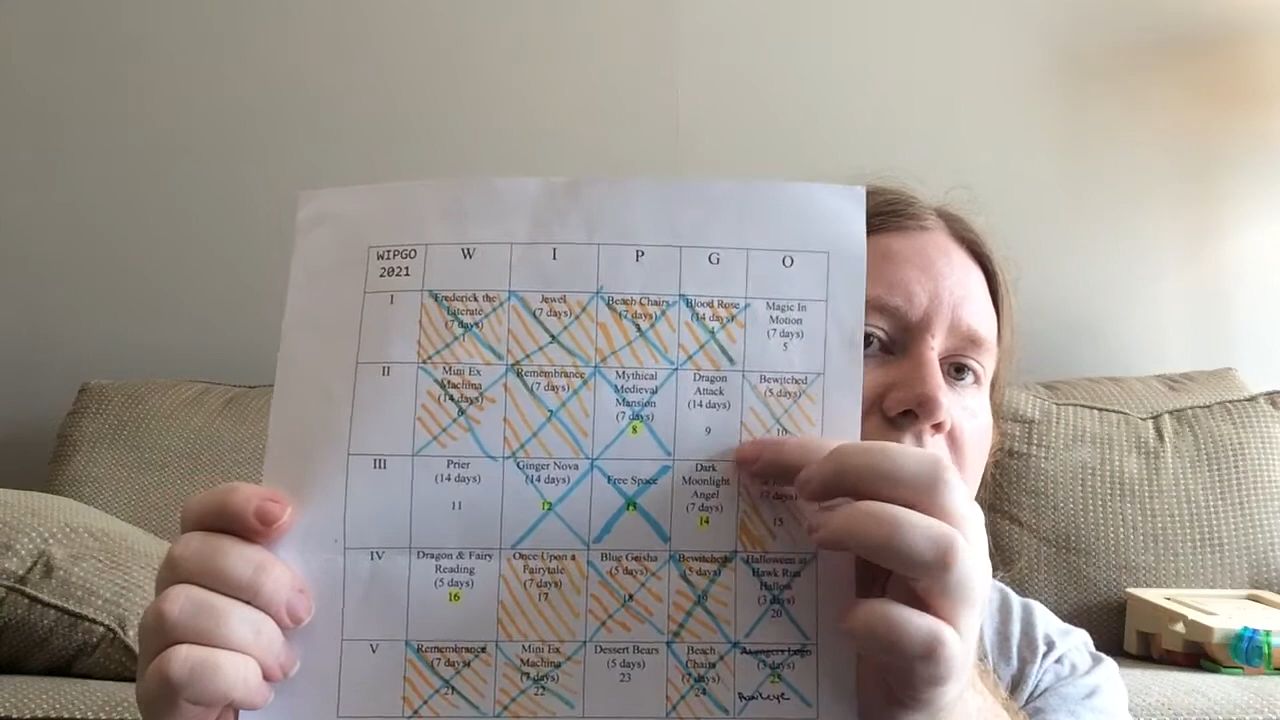 WIPGO
2021
W
I
P
G
O
I
Frederick the
Literate
(7 days)
1
Jewel
(7 days)
2
Beach Chairs
(7 days)
3
Blood Rose
(14 days)
4
Magic In
Motion
(7 days)
5
II
Mini Ex
Machina
(14 days)
6
Remembrance
(7 days)
7
Mythical
Medieval
Mansion
(7 days)
8
Dragon
Attack
(14 days)
9
Bewitched
(5 days)
10
III
Prier
(14 days)
11
Ginger Nova
(14 days)
12
Free Space
13
Dark
Moonlight
Angel
(7 days)
14
(7 days)
15
IV
Dragon & Fairy
Reading
(5 days)
16
Once Upon a
Fairytale
(7 days)
17
Blue Geisha
(5 days)
18
Bewitched
(5 days)
19
Halloween at
Hawk Run
Hallow
(3 days)
20
V
Remembrance
(7 days)
21
Mini Ex
Machina
(7 days)
22
Dessert Bears
(5 days)
23
Beach
Chairs
(7 days)
24
Avengers Logo
(3 days)
25
Hawkeye